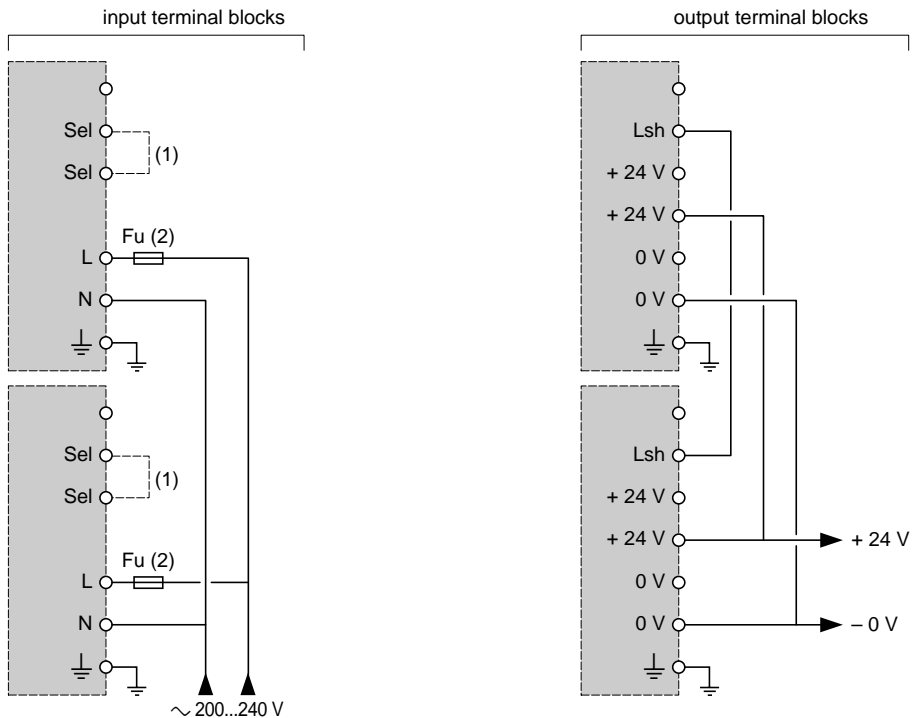 input terminal blocks
Sel
Sel
(1)
Fu (2)
L
N
Sel
Sel
(1)
Fu (2)
L
N
~ 200...240 V
output terminal blocks
Lsh
+ 24 V
+ 24 V
0 V
0 V
Lsh
+ 24 V
+ 24 V
+ 24 V
0 V
0 V
– 0 V